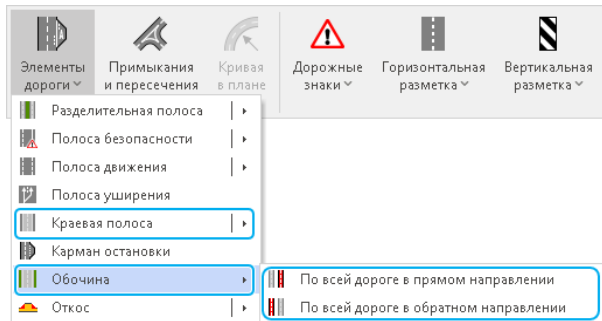 Элементы дороги
Примыкания и пересечения
Кривая в плане
Дорожные знаки
Горизонтальная разметка
Вертикальная разметка
Разделительная полоса
Полоса безопасности
Полоса движения
Полоса уширения
Краевая полоса
Карман остановки
Обочина
По всей дороге в прямом направлении
Откос
По всей дороге в обратном направлении